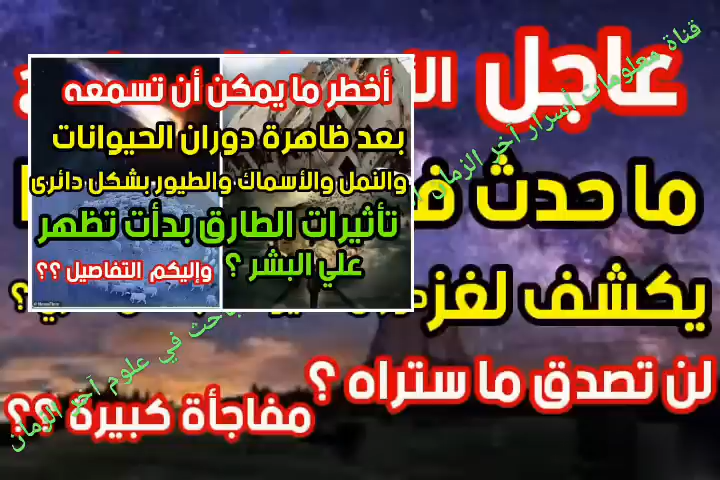 عاجل
ما حدث
يكشف لغز
لن تصدق ما ستراه ؟
مفاجأة كبيرة ؟؟
أخطر ما يمكن أن تسمعه
بعد ظاهرة دوران الحيوانات
والنمل والأسماك والطيور بشكل دائرى
تأثيرات الطارق بدأت تظهر
علي البشر ؟
وإليكم التفاصيل ؟؟
قناة معلومات أسرار آخر الزمان
باحث في علوم آخر الزمان